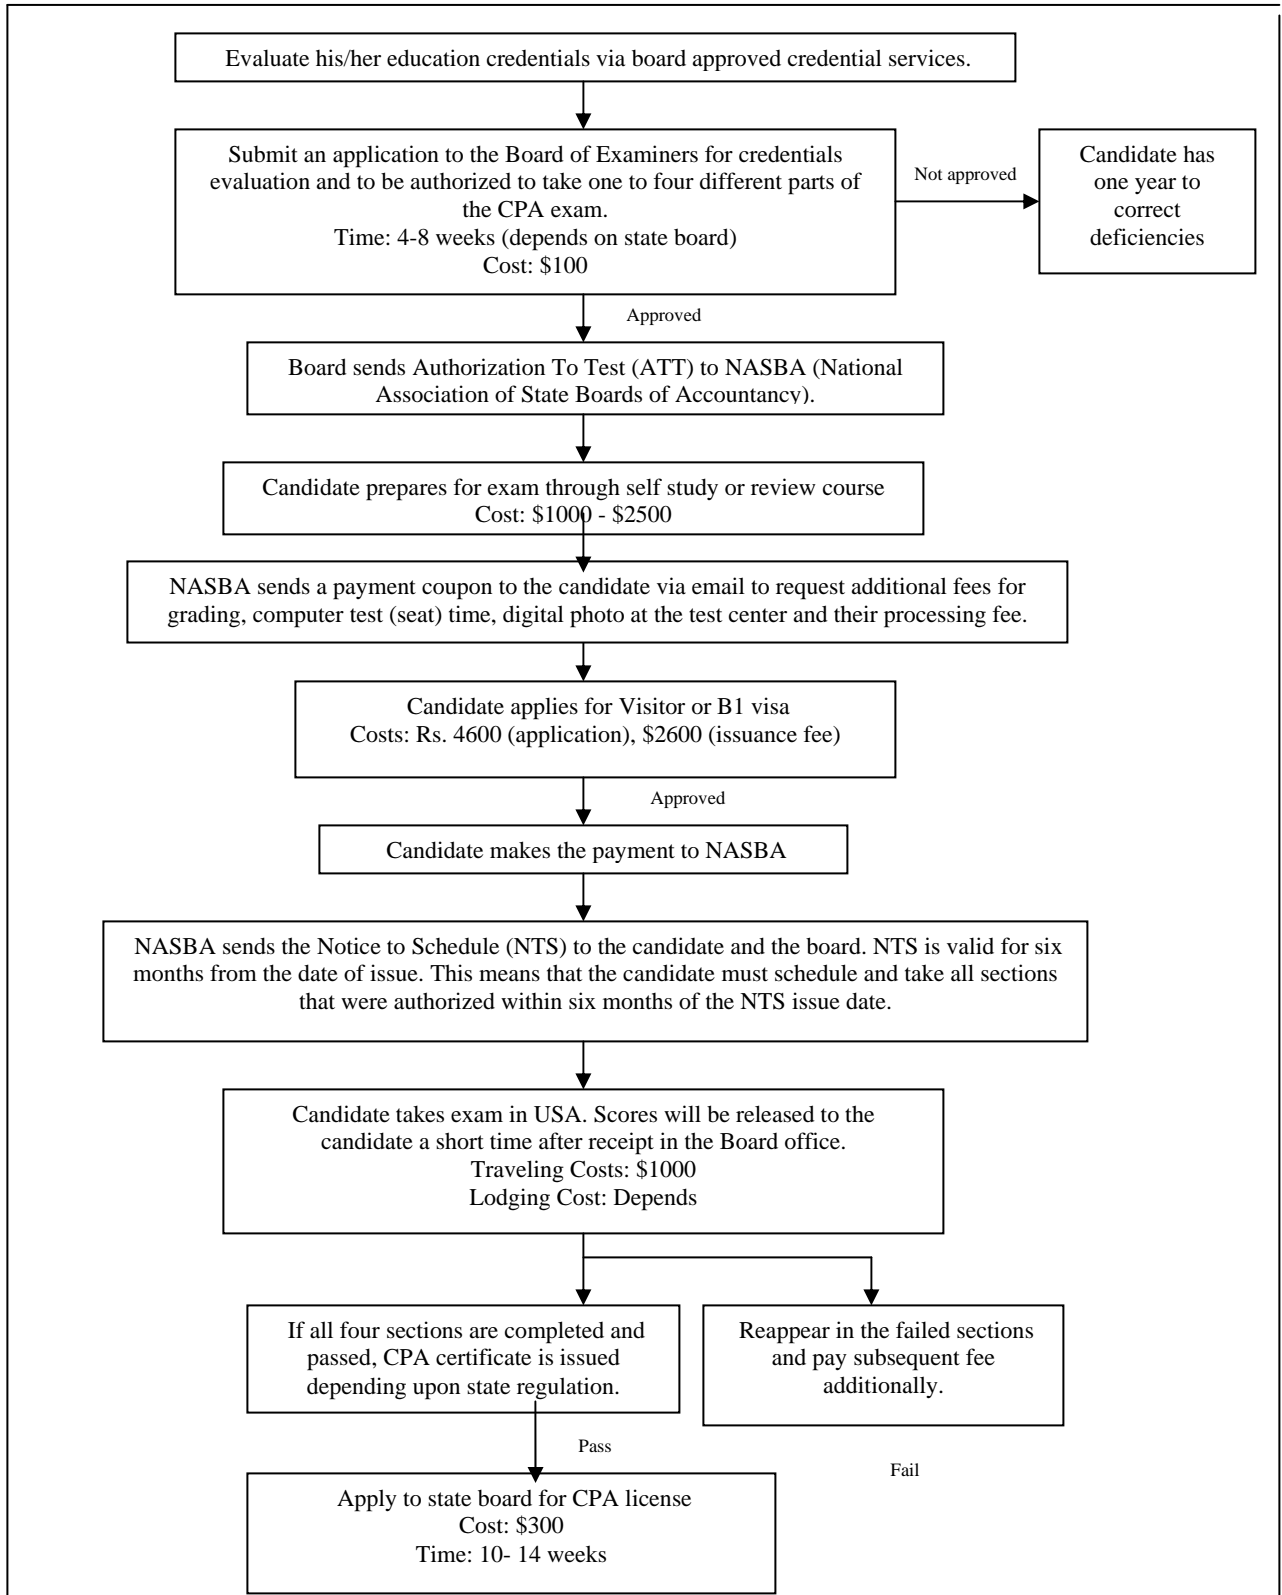 Evaluate his/her education credentials via board approved credential services.
Submit an application to the Board of Examiners for credentials
evaluation and to be authorized to take one to four different parts of
the CPA exam.
Time: 4-8 weeks (depends on state board)
Cost: $100
Not approved
Candidate has
one year to
correct
deficiencies
Approved
Board sends Authorization To Test (ATT) to NASBA (National
Association of State Boards of Accountancy).
Candidate prepares for exam through self study or review course
Cost: $1000 - $2500
NASBA sends a payment coupon to the candidate via email to request additional fees for
grading, computer test (seat) time, digital photo at the test center and their processing fee.
Candidate applies for Visitor or B1 visa
Costs: Rs. 4600 (application), $2600 (issuance fee)
Approved
Candidate makes the payment to NASBA
NASBA sends the Notice to Schedule (NTS) to the candidate and the board. NTS is valid for six
months from the date of issue. This means that the candidate must schedule and take all sections
that were authorized within six months of the NTS issue date.
Candidate takes exam in USA. Scores will be released to the
candidate a short time after receipt in the Board office.
Traveling Costs: $1000
Lodging Cost: Depends
If all four sections are completed and
passed, CPA certificate is issued
depending upon state regulation.
Reappear in the failed sections
and pay subsequent fee
additionally.
Pass
Fail
Apply to state board for CPA license
Cost: $300
Time: 10- 14 weeks